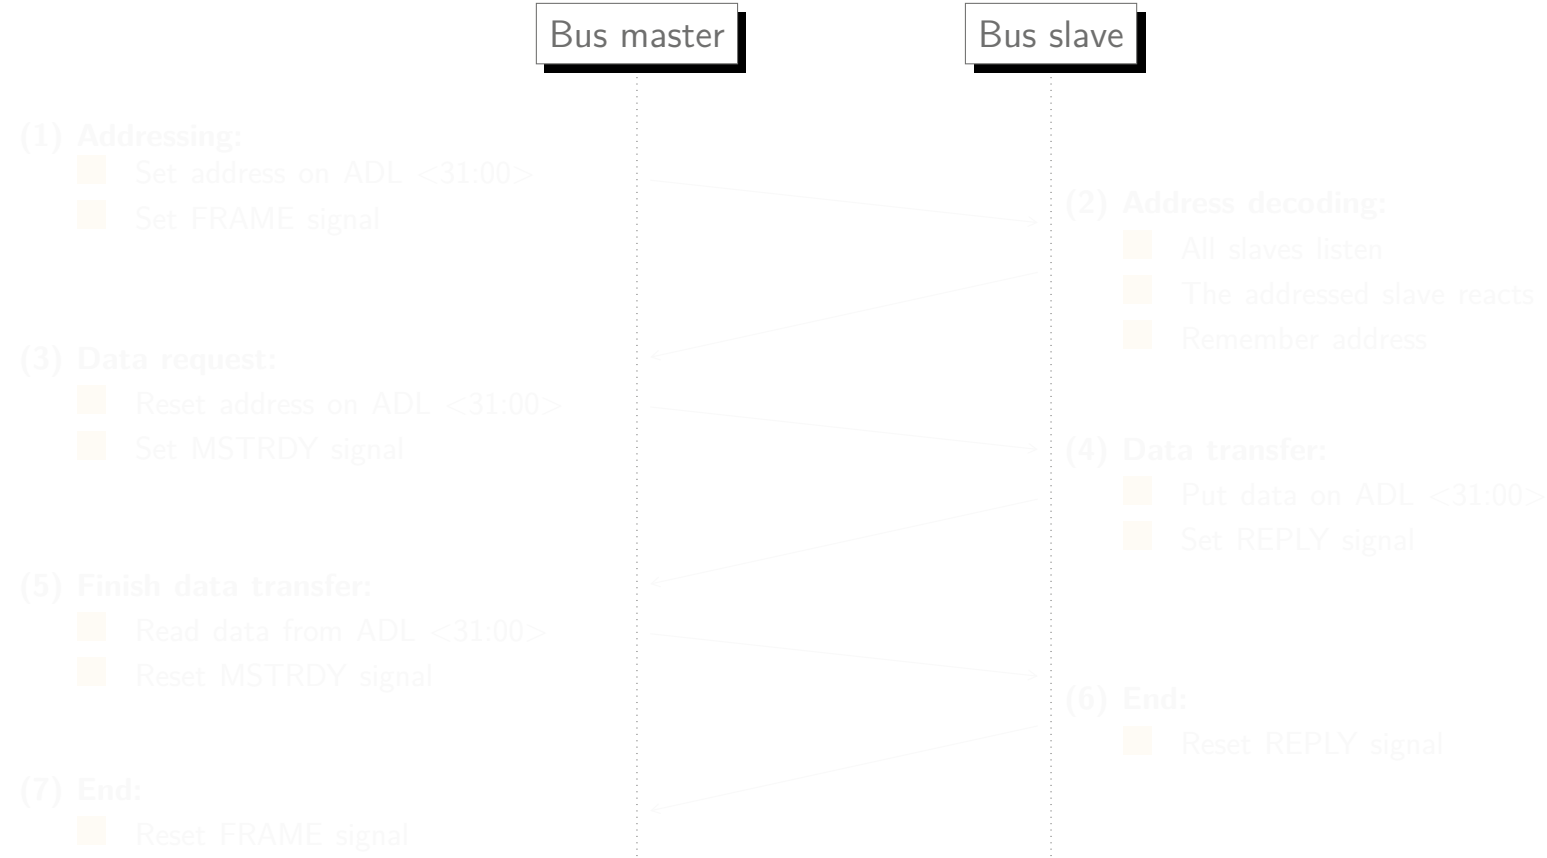 Bus master
Bus slave
(1) Addressing:
Set address on ADL <31:00>
Set FRAME signal
(2) Address decoding:
All slaves listen
The addressed slave reacts
Remember address
(3) Data request:
Reset address on ADL <31:00>
Set MSTRDY signal
(4) Data transfer:
Put data on ADL <31:00>
Set REPLY signal
(5) Finish data transfer:
Read data from ADL <31:00>
Reset MSTRDY signal
(6) End:
Reset REPLY signal
(7) End:
Reset FRAME signal